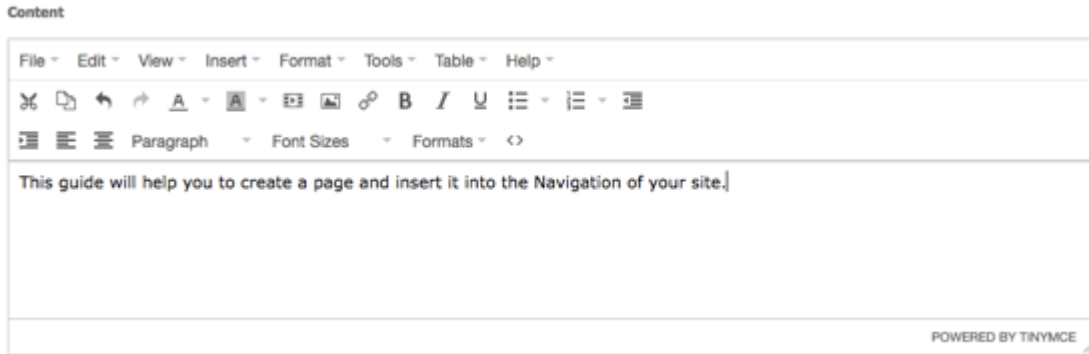 Content
File Edit View Insert Format Tools Table Help
A A B I U
Paragraph Font Sizes Formats <>
This guide will help you to create a page and insert it into the Navigation of your site.
POWERED BY TINYMCE